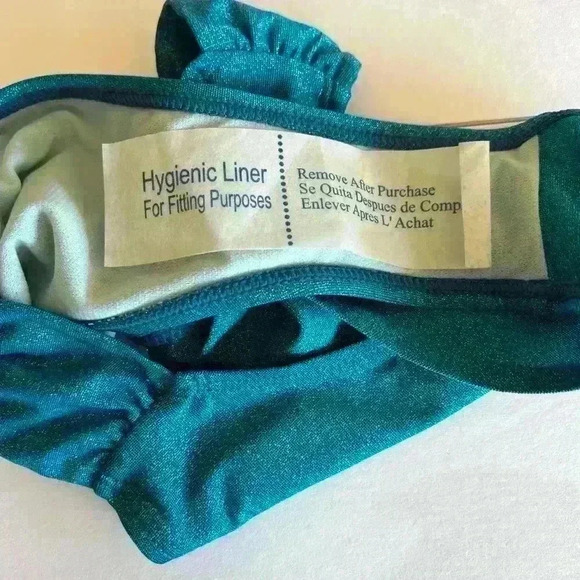 Hygienic Liner
For Fitting Purposes
Remove After Purchase
Se Quita Despues de Comp
Enlever Apres L' Achat